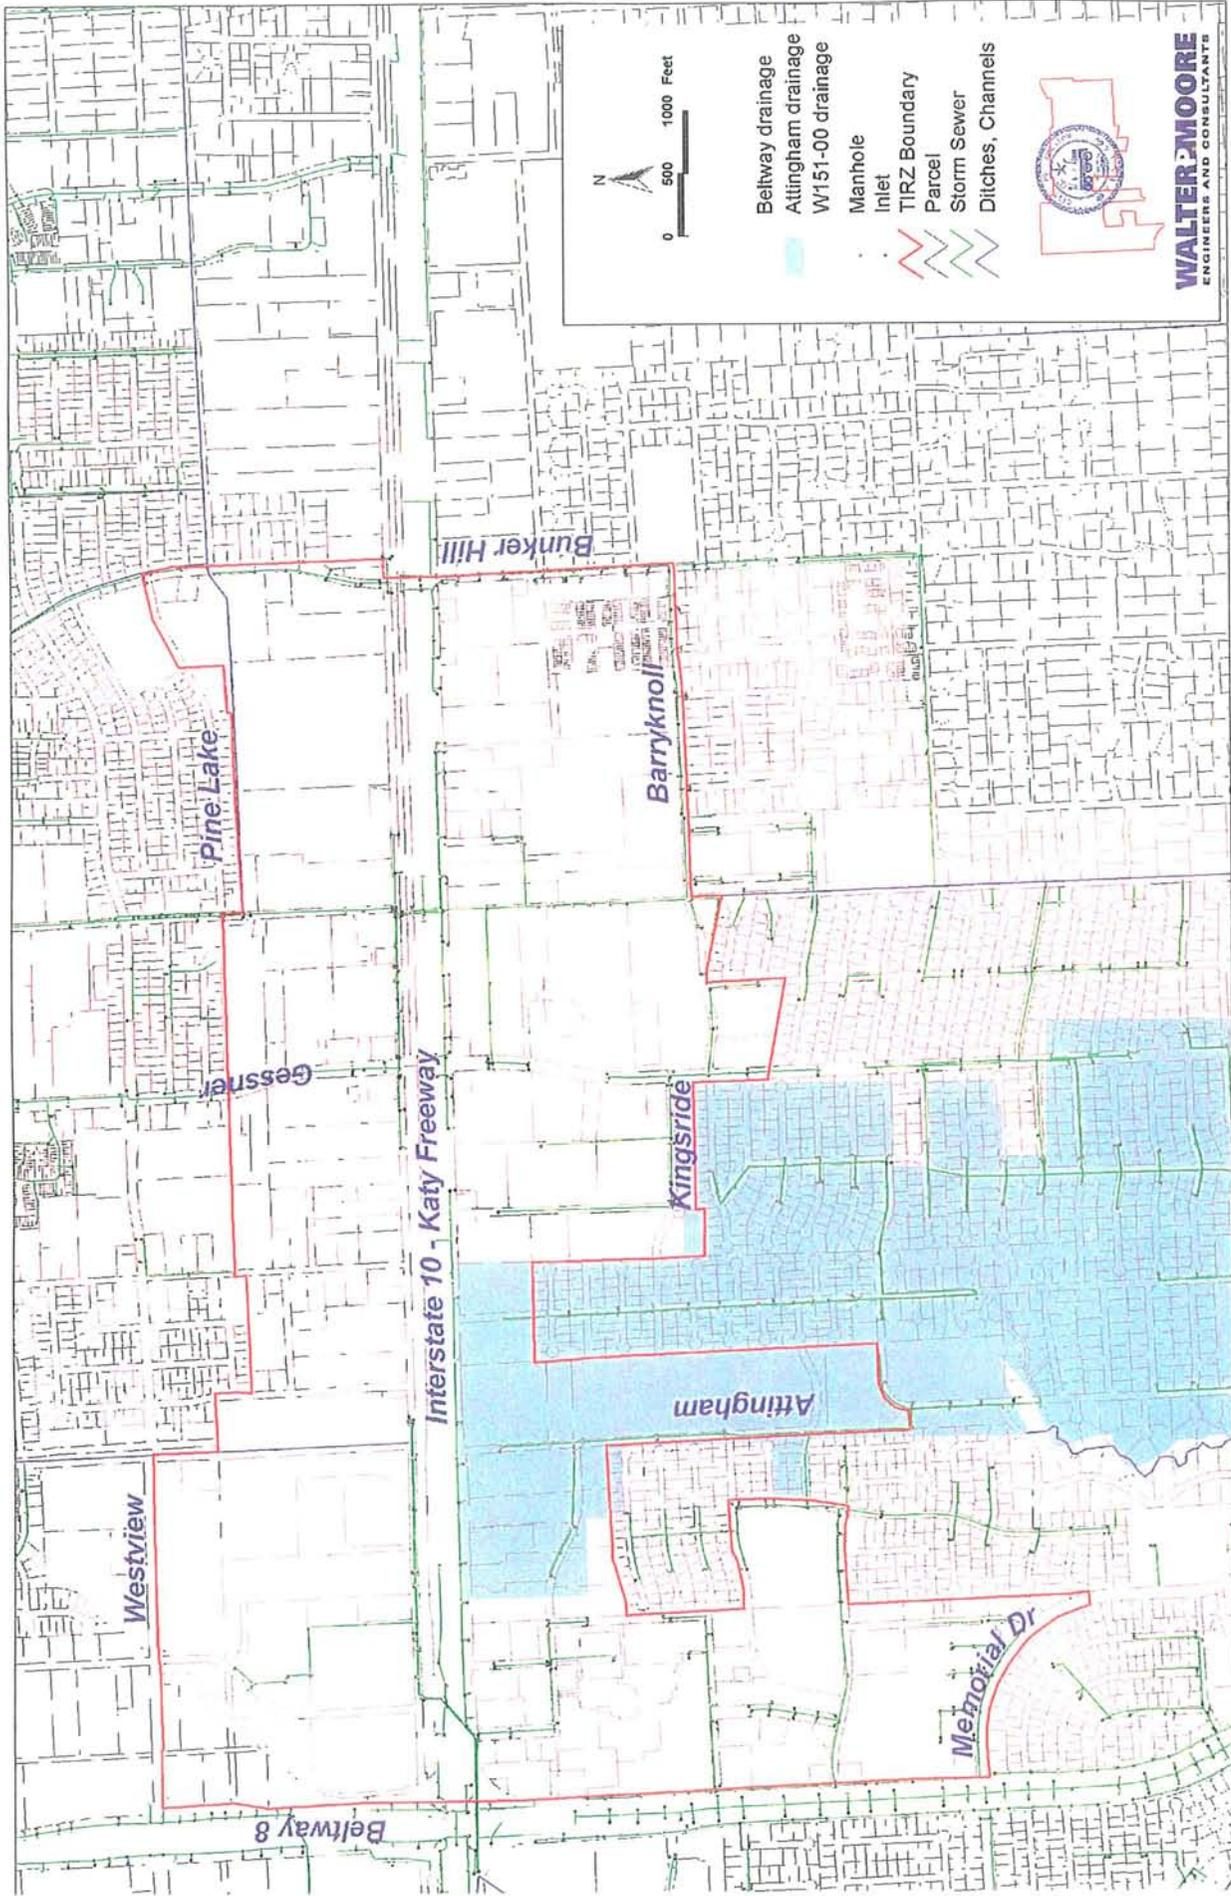 Westview
Pine Lake
Gessner
Bunker Hill
Interstate 10 - Katy Freeway
Beltway 8
Barryknoll
Kingsride
Attingham
Memorial Dr
N
0 500 1000 Feet
Beltway drainage
Attingham drainage
W151-00 drainage
Manhole
Inlet
TIRZ Boundary
Parcel
Storm Sewer
Ditches, Channels
WALTER P. MOORE
ENGINEERS AND CONSULTANTS